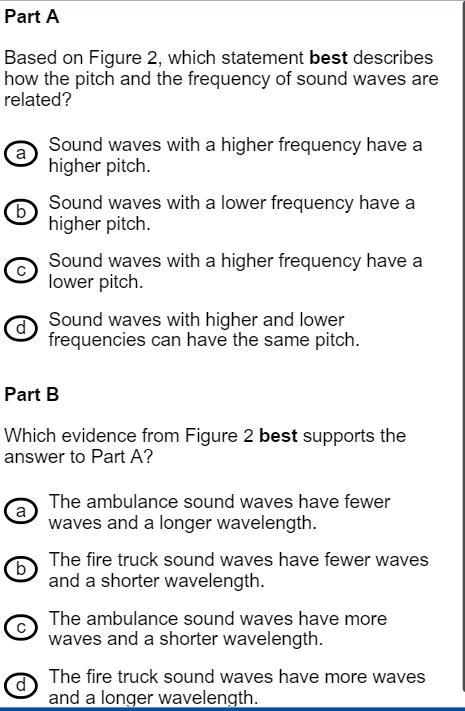 Part A
Based on Figure 2, which statement best describes
how the pitch and the frequency of sound waves are
related?
a Sound waves with a higher frequency have a
higher pitch.
b Sound waves with a lower frequency have a
higher pitch.
c Sound waves with a higher frequency have a
lower pitch.
d Sound waves with higher and lower
frequencies can have the same pitch.
Part B
Which evidence from Figure 2 best supports the
answer to Part A?
a The ambulance sound waves have fewer
waves and a longer wavelength.
b The fire truck sound waves have fewer waves
and a shorter wavelength.
c The ambulance sound waves have more
waves and a shorter wavelength.
d The fire truck sound waves have more waves
and a longer wavelength.